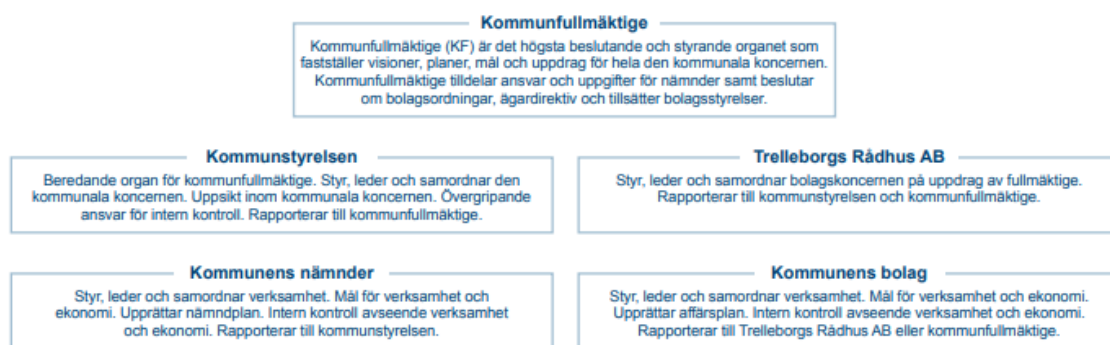 Kommunfullmäktige
Kommunfullmäktige (KF) är det högsta beslutande och styrande organet som
fastställer visioner, planer, mål och uppdrag för hela den kommunala koncernen.
Kommunfullmäktige tilldelar ansvar och uppgifter för nämnder samt beslutar
om bolagsordningar, ägardirektiv och tillsätter bolagsstyrelser.
Kommunstyrelsen
Beredande organ för kommunfullmäktige. Styr, leder och samordnar den
kommunala koncernen. Uppsikt inom kommunala koncernen. Övergripande
ansvar för intern kontroll. Rapporterar till kommunfullmäktige.
Trelleborgs Rådhus AB
Styr, leder och samordnar bolagskoncernen på uppdrag av fullmäktige.
Rapporterar till kommunstyrelsen och kommunfullmäktige.
Kommunens nämnder
Styr, leder och samordnar verksamhet. Mål för verksamhet och
ekonomi. Upprättar nämndplan. Intern kontroll avseende verksamhet
och ekonomi. Rapporterar till kommunstyrelsen.
Kommunens bolag
Styr, leder och samordnar verksamhet. Mål för verksamhet och ekonomi.
Upprättar affärsplan. Intern kontroll avseende verksamhet och ekonomi.
Rapporterar till Trelleborgs Rådhus AB eller kommunfullmäktige.